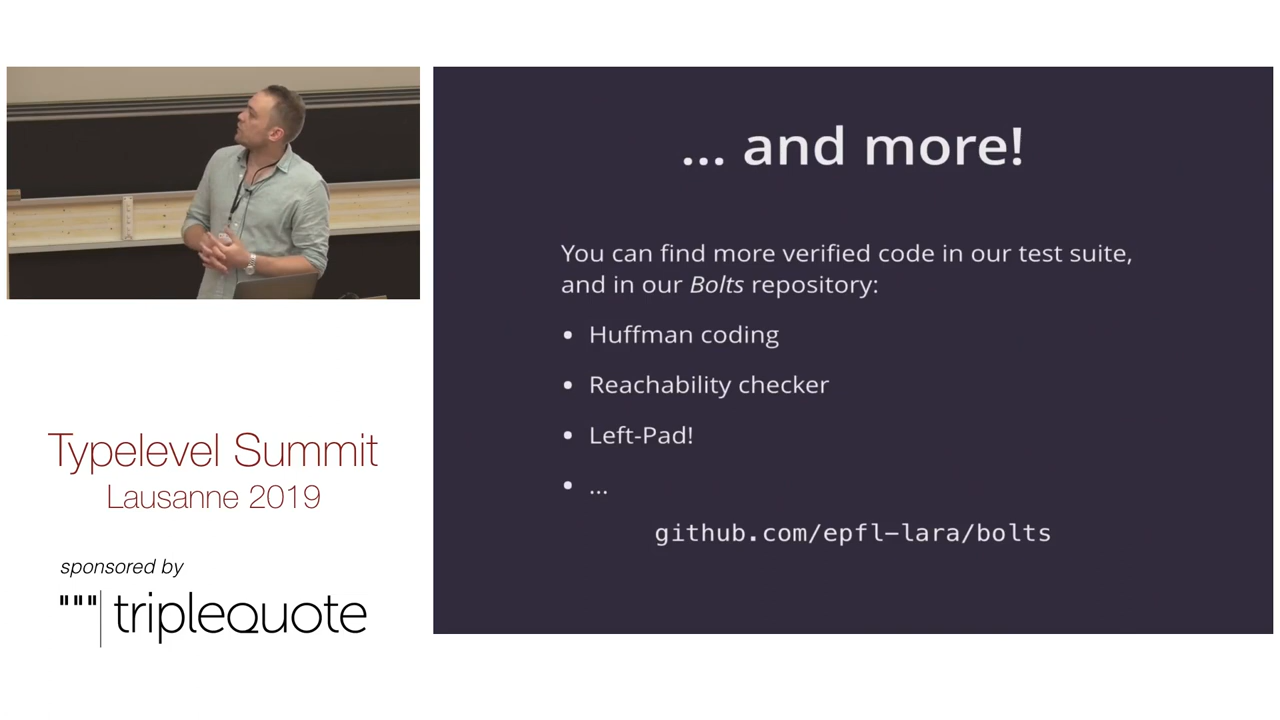 ... and more!
You can find more verified code in our test suite,
and in our Bolts repository:
• Huffman coding
• Reachability checker
• Left-Pad!
• ...
github.com/epfl-lara/bolts
Typelevel Summit
Lausanne 2019
sponsored by
"""|triplequote